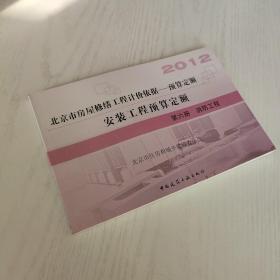 2012
北京市房屋修缮工程计价依据—预算定额
安装工程预算定额
第六册 消防工程
北京市住房和城乡建设委员会
中国建筑工业出版社